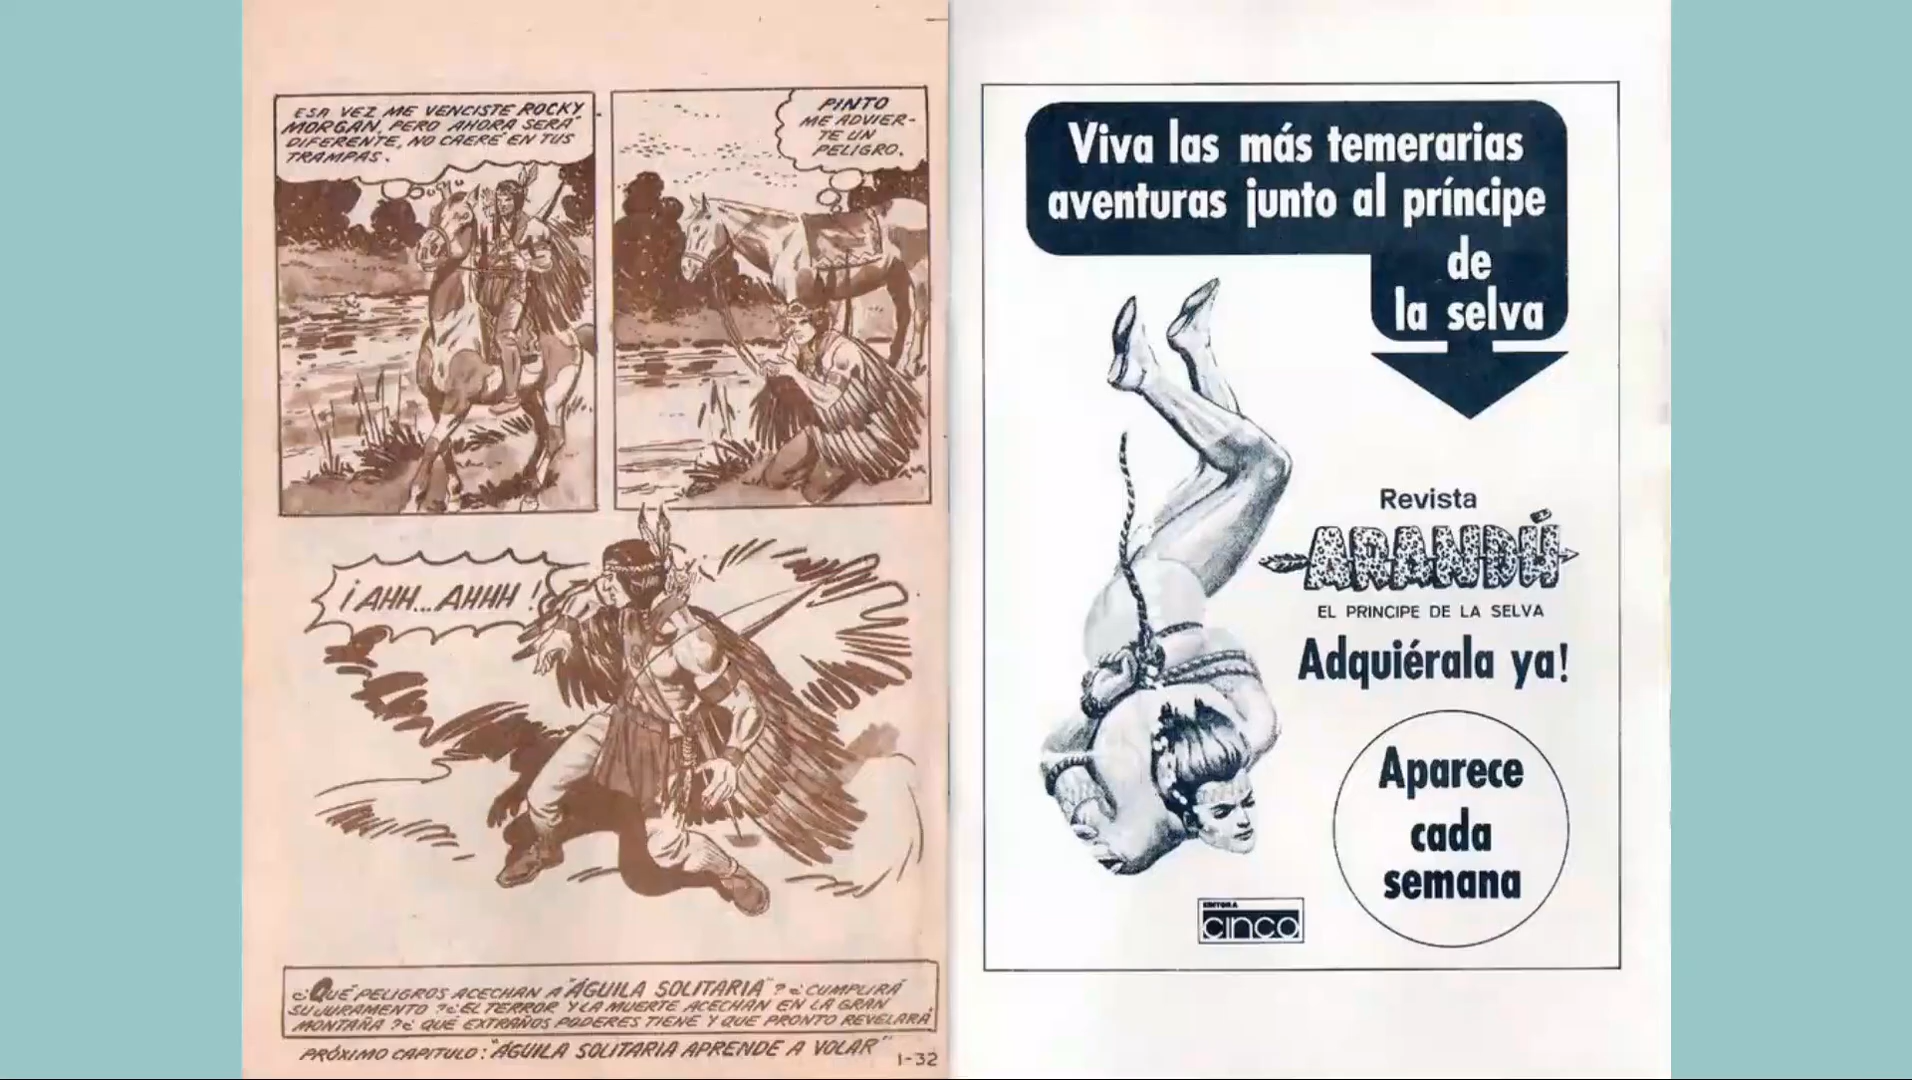 ESA VEZ ME VENCISTE ROCKY
MORGAN, PERO AHORA SERÁ
DIFERENTE, NO CAERÉ EN TUS
TRAMPAS.
PINTO
ME ADVIER-
TE UN
PELIGRO.
¡AHH...AHHH!
¿QUÉ PELIGROS ACECHAN A "ÁGUILA SOLITARIA"? ¿CUMPLIRÁ
SU JURAMENTO? ¿EL TERROR Y LA MUERTE ACECHAN EN LA GRAN
MONTAÑA? ¿QUÉ EXTRAÑOS PODERES TIENE Y QUE PRONTO REVELARÁ
PRÓXIMO CAPITULO: "ÁGUILA SOLITARIA APRENDE A VOLAR"
1-32
Viva las más temerarias
aventuras junto al príncipe
de
la selva
Revista
ARANDÚ
EL PRINCIPE DE LA SELVA
Adquiérala ya!
Aparece
cada
semana
EDITORA
CINCO